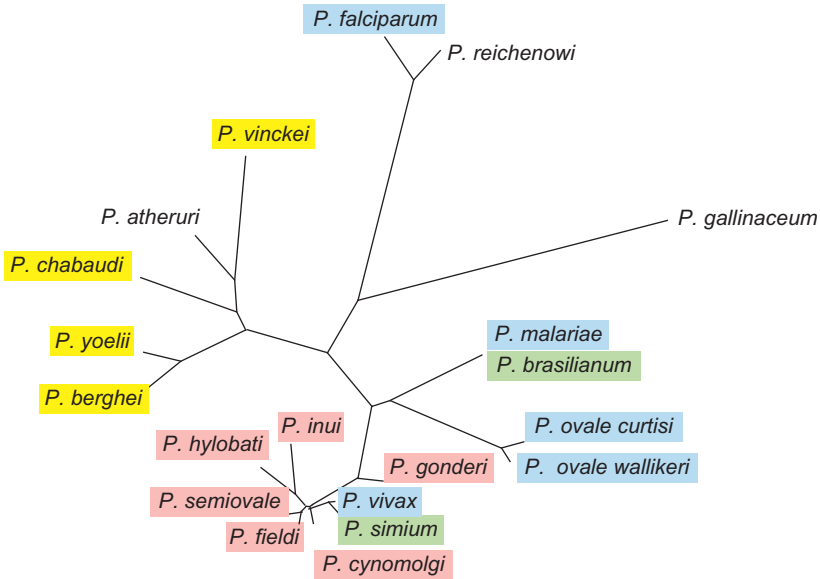 P. falciparum
P. reichenowi
P. vinckei
P. atheruri
P. gallinaceum
P. chabaudi
P. yoelii
P. malariae
P. brasilianum
P. berghei
P. inui
P. ovale curtisi
P. hylobati
P. gonderi
P. ovale wallikeri
P. semiovale
P. vivax
P. fieldi
P. simium
P. cynomolgi